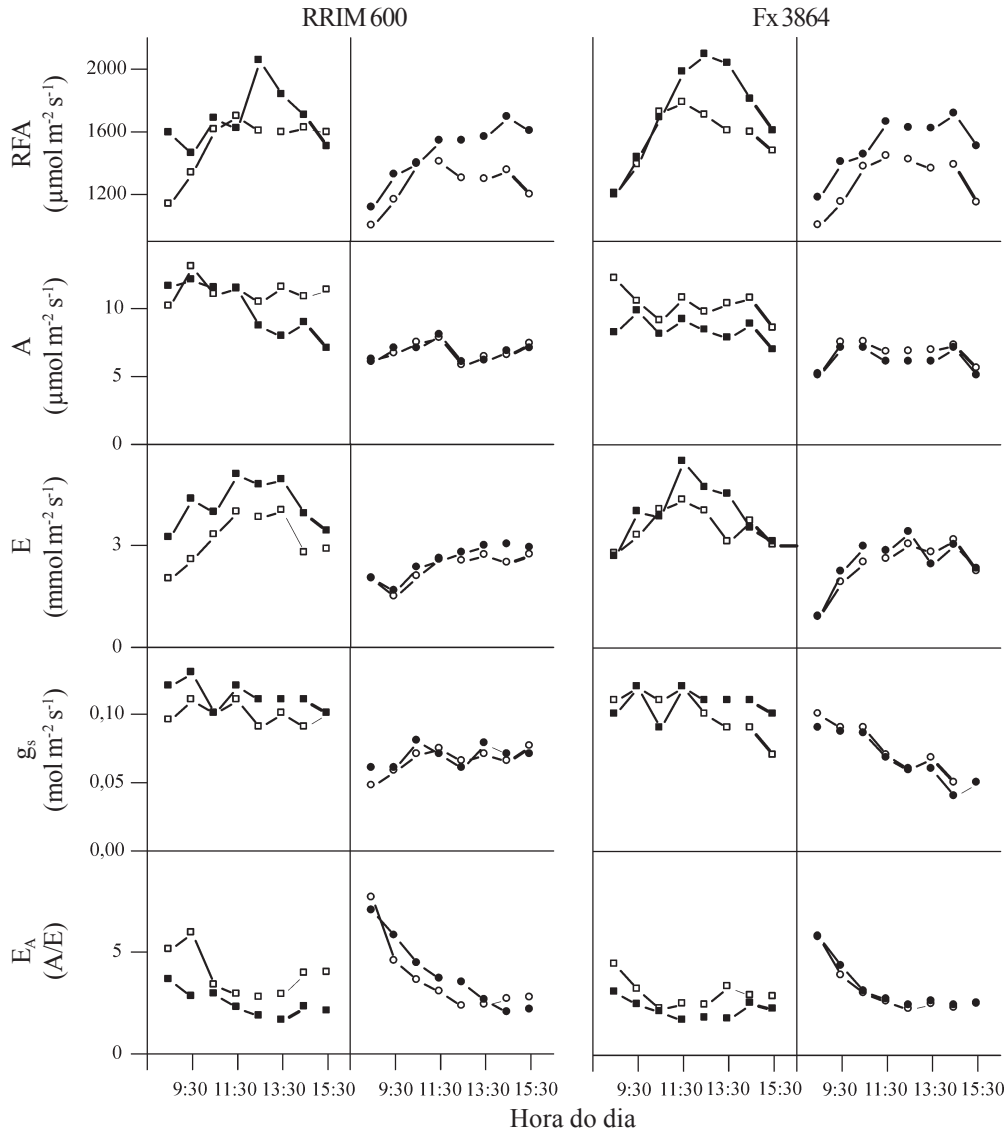 RRIM 600
Fx 3864
RFA
(µmol m⁻² s⁻¹)
2000
1600
1200
A
(µmol m⁻² s⁻¹)
10
5
0
E
(mmol m⁻² s⁻¹)
3
0
gₛ
(mol m⁻² s⁻¹)
0,10
0,05
0,00
E_A
(A/E)
5
0
9:30 11:30 13:30 15:30 9:30 11:30 13:30 15:30 9:30 11:30 13:30 15:30 9:30 11:30 13:30 15:30
Hora do dia